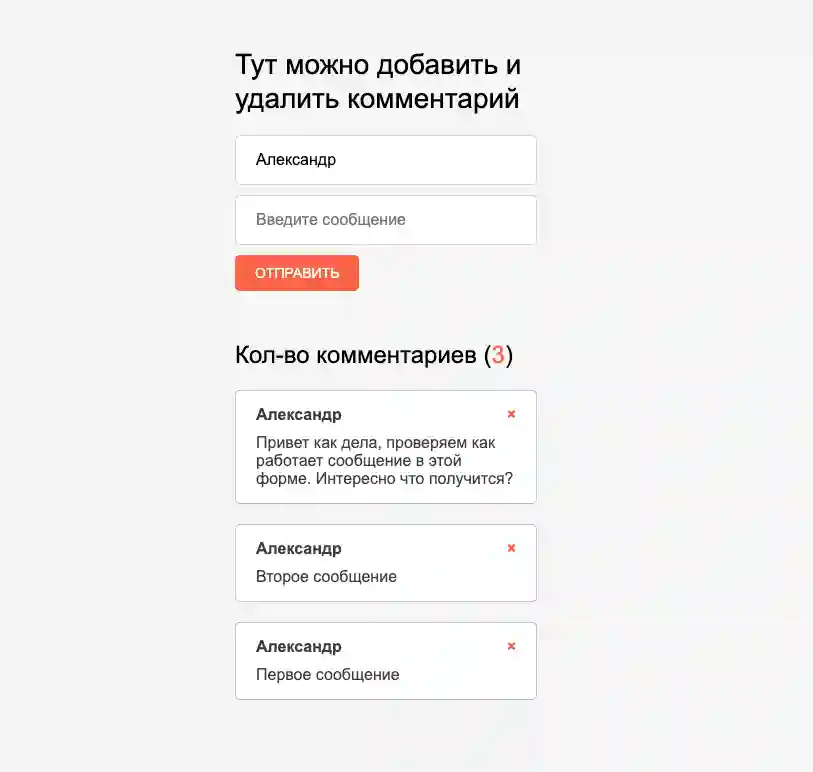 Тут можно добавить и
удалить комментарий
Александр
Введите сообщение
ОТПРАВИТЬ
Кол-во комментариев (3)
Александр
Привет как дела, проверяем как
работает сообщение в этой
форме. Интересно что получится?
Александр
Второе сообщение
Александр
Первое сообщение